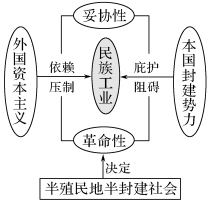 妥协性
外国资本主义
依赖
压制
民族工业
庇护
阻碍
本国封建势力
革命性
决定
半殖民地半封建社会